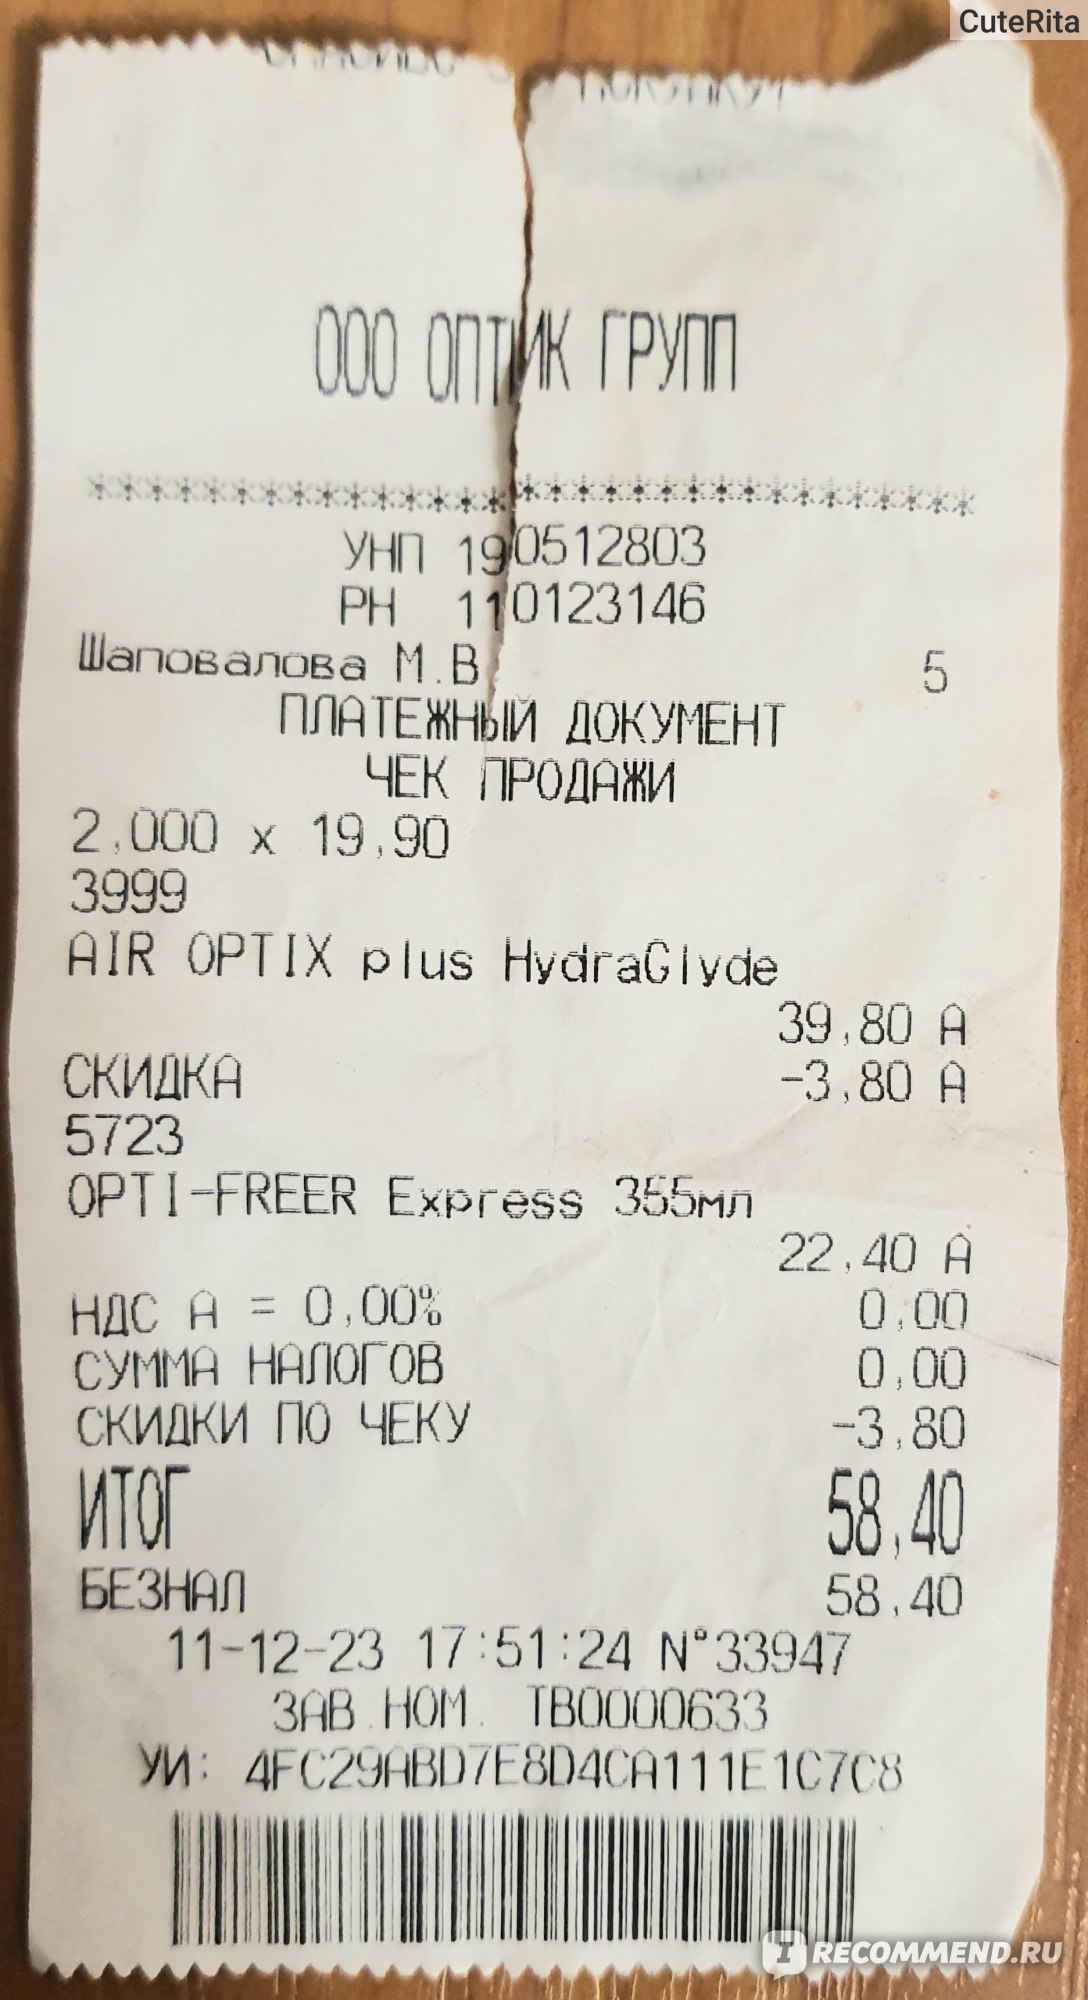 CuteRita
ООО ОПТИК ГРУПП
***********************************
УНП 190512803
РН 110123146
Шаповалова М.В 5
ПЛАТЕЖНЫЙ ДОКУМЕНТ
ЧЕК ПРОДАЖИ
2,000 x 19,90
3999
AIR OPTIX plus HydraGlyde
39,80 А
СКИДКА -3,80 А
5723
OPTI-FREER Express 355мл
22,40 А
НДС А = 0,00% 0,00
СУММА НАЛОГОВ 0,00
СКИДКИ ПО ЧЕКУ -3,80
ИТОГ 58,40
БЕЗНАЛ 58,40
11-12-23 17:51:24 N°33947
ЗАВ.НОМ. ТВ0000633
УИ: 4FC29ABD7E8D4CA111E1C7C8
IRECOMMEND.RU